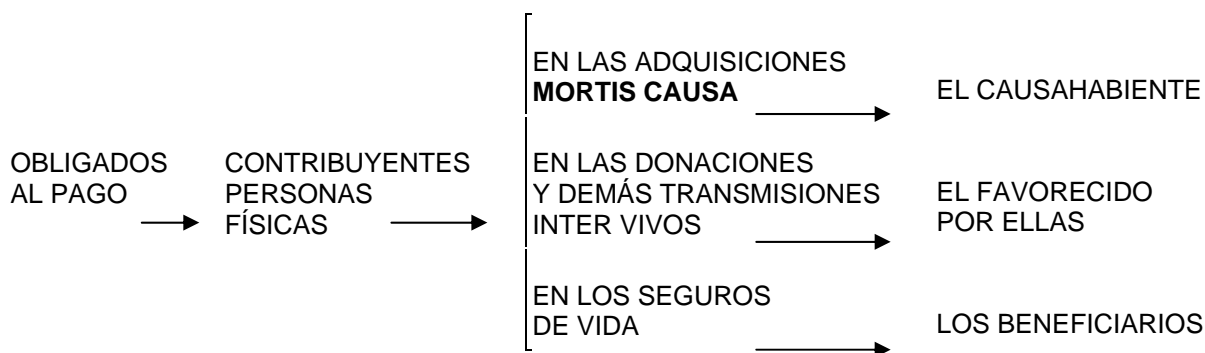 OBLIGADOS
AL PAGO
CONTRIBUYENTES
PERSONAS
FÍSICAS
EN LAS ADQUISICIONES
MORTIS CAUSA
EL CAUSAHABIENTE
EN LAS DONACIONES
Y DEMÁS TRANSMISIONES
INTER VIVOS
EL FAVORECIDO
POR ELLAS
EN LOS SEGUROS
DE VIDA
LOS BENEFICIARIOS